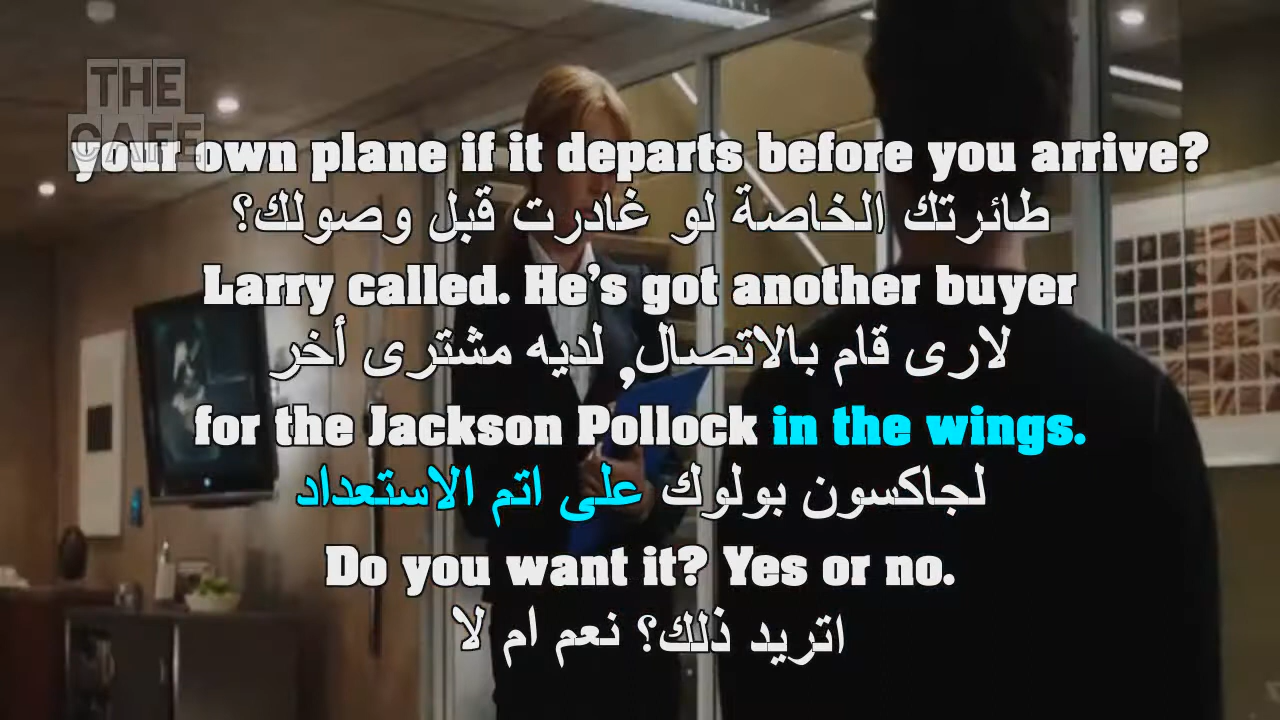 THE
CAFE
your own plane if it departs before you arrive?
طائرتك الخاصة لو غادرت قبل وصولك؟
Larry called. He's got another buyer
لارى قام بالاتصال, لديه مشترى أخر
for the Jackson Pollock in the wings.
لجاكسون بولوك على اتم الاستعداد
Do you want it? Yes or no.
اتريد ذلك؟ نعم ام لا